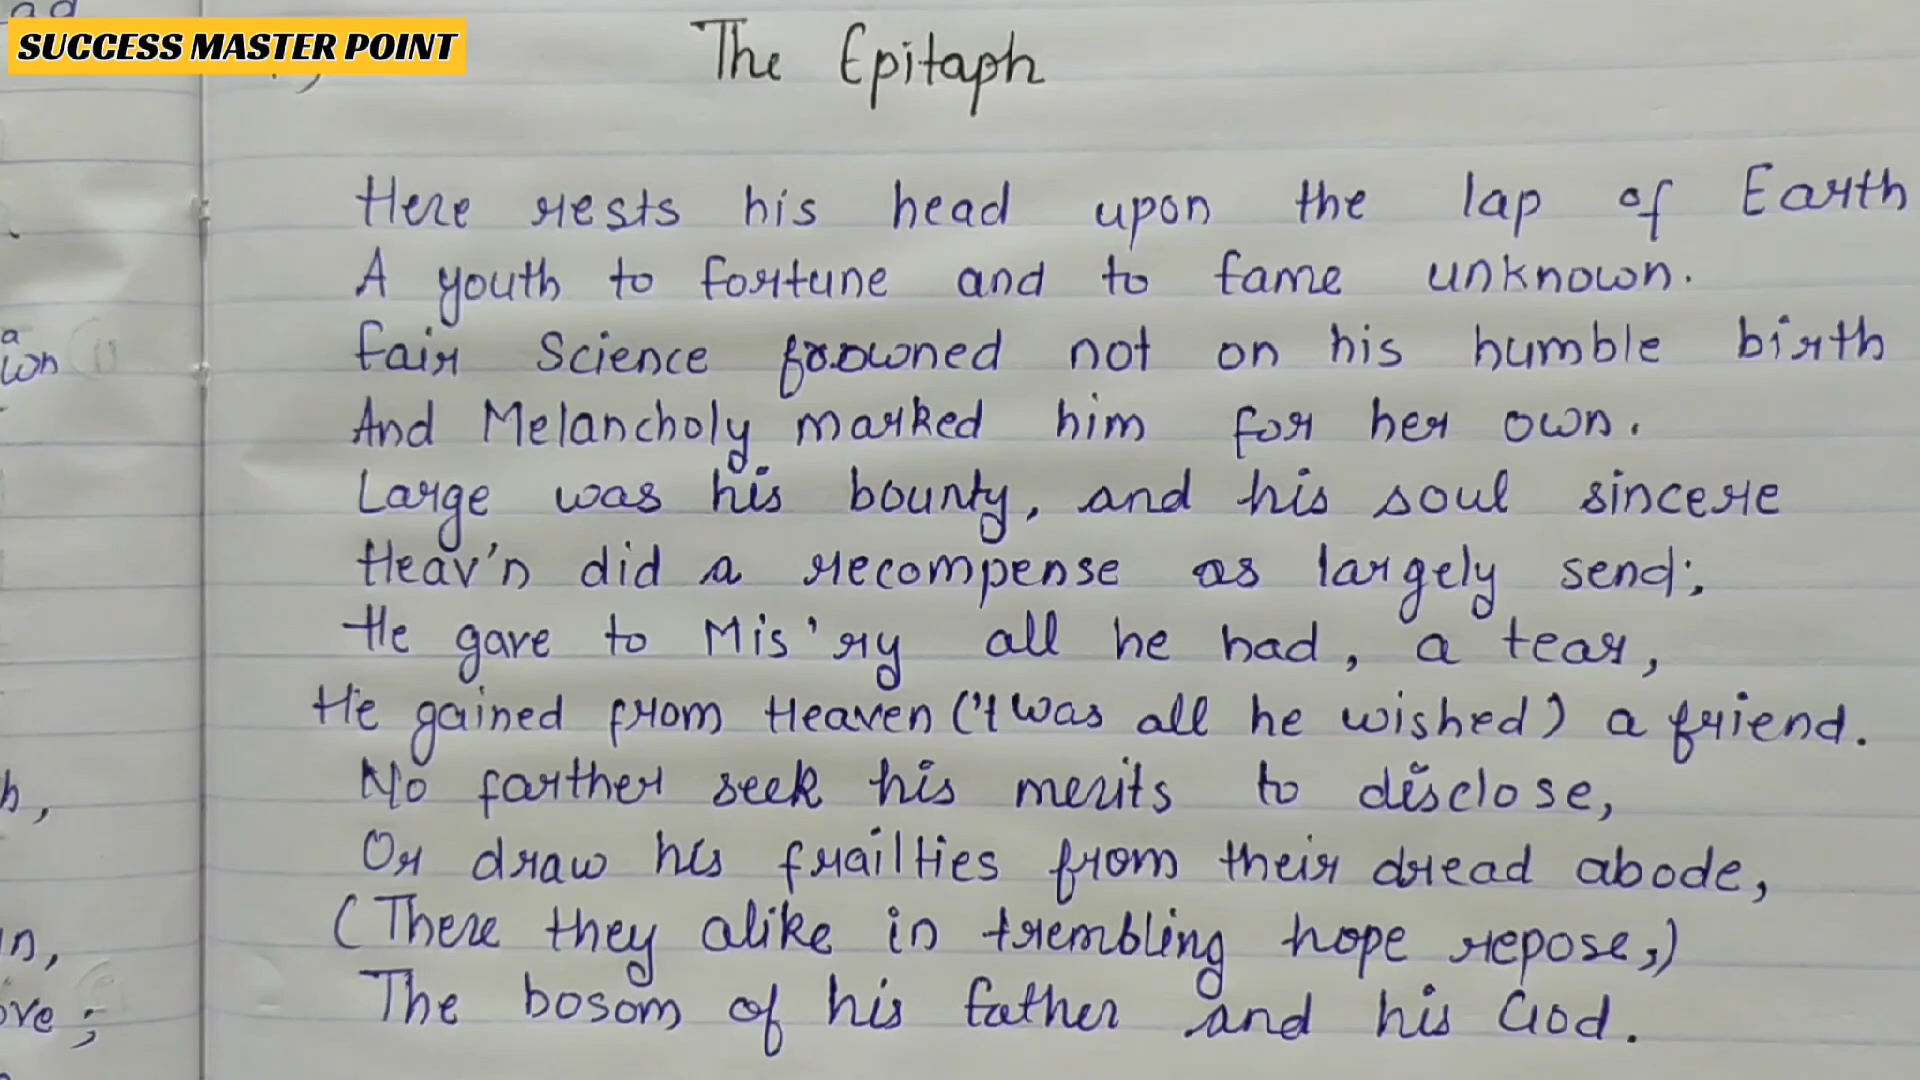 SUCCESS MASTER POINT
The Epitaph
Here rests his head upon the lap of Earth
A youth to fortune and to fame unknown.
Fair Science frowned not on his humble birth
And Melancholy marked him for her own.
Large was his bounty, and his soul sincere
Heav'n did a recompense as largely send;
He gave to Mis'ry all he had, a tear,
He gained from Heaven ('twas all he wished) a friend.
No farther seek his merits to disclose,
Or draw his frailties from their dread abode,
(There they alike in trembling hope repose,)
The bosom of his father and his God.